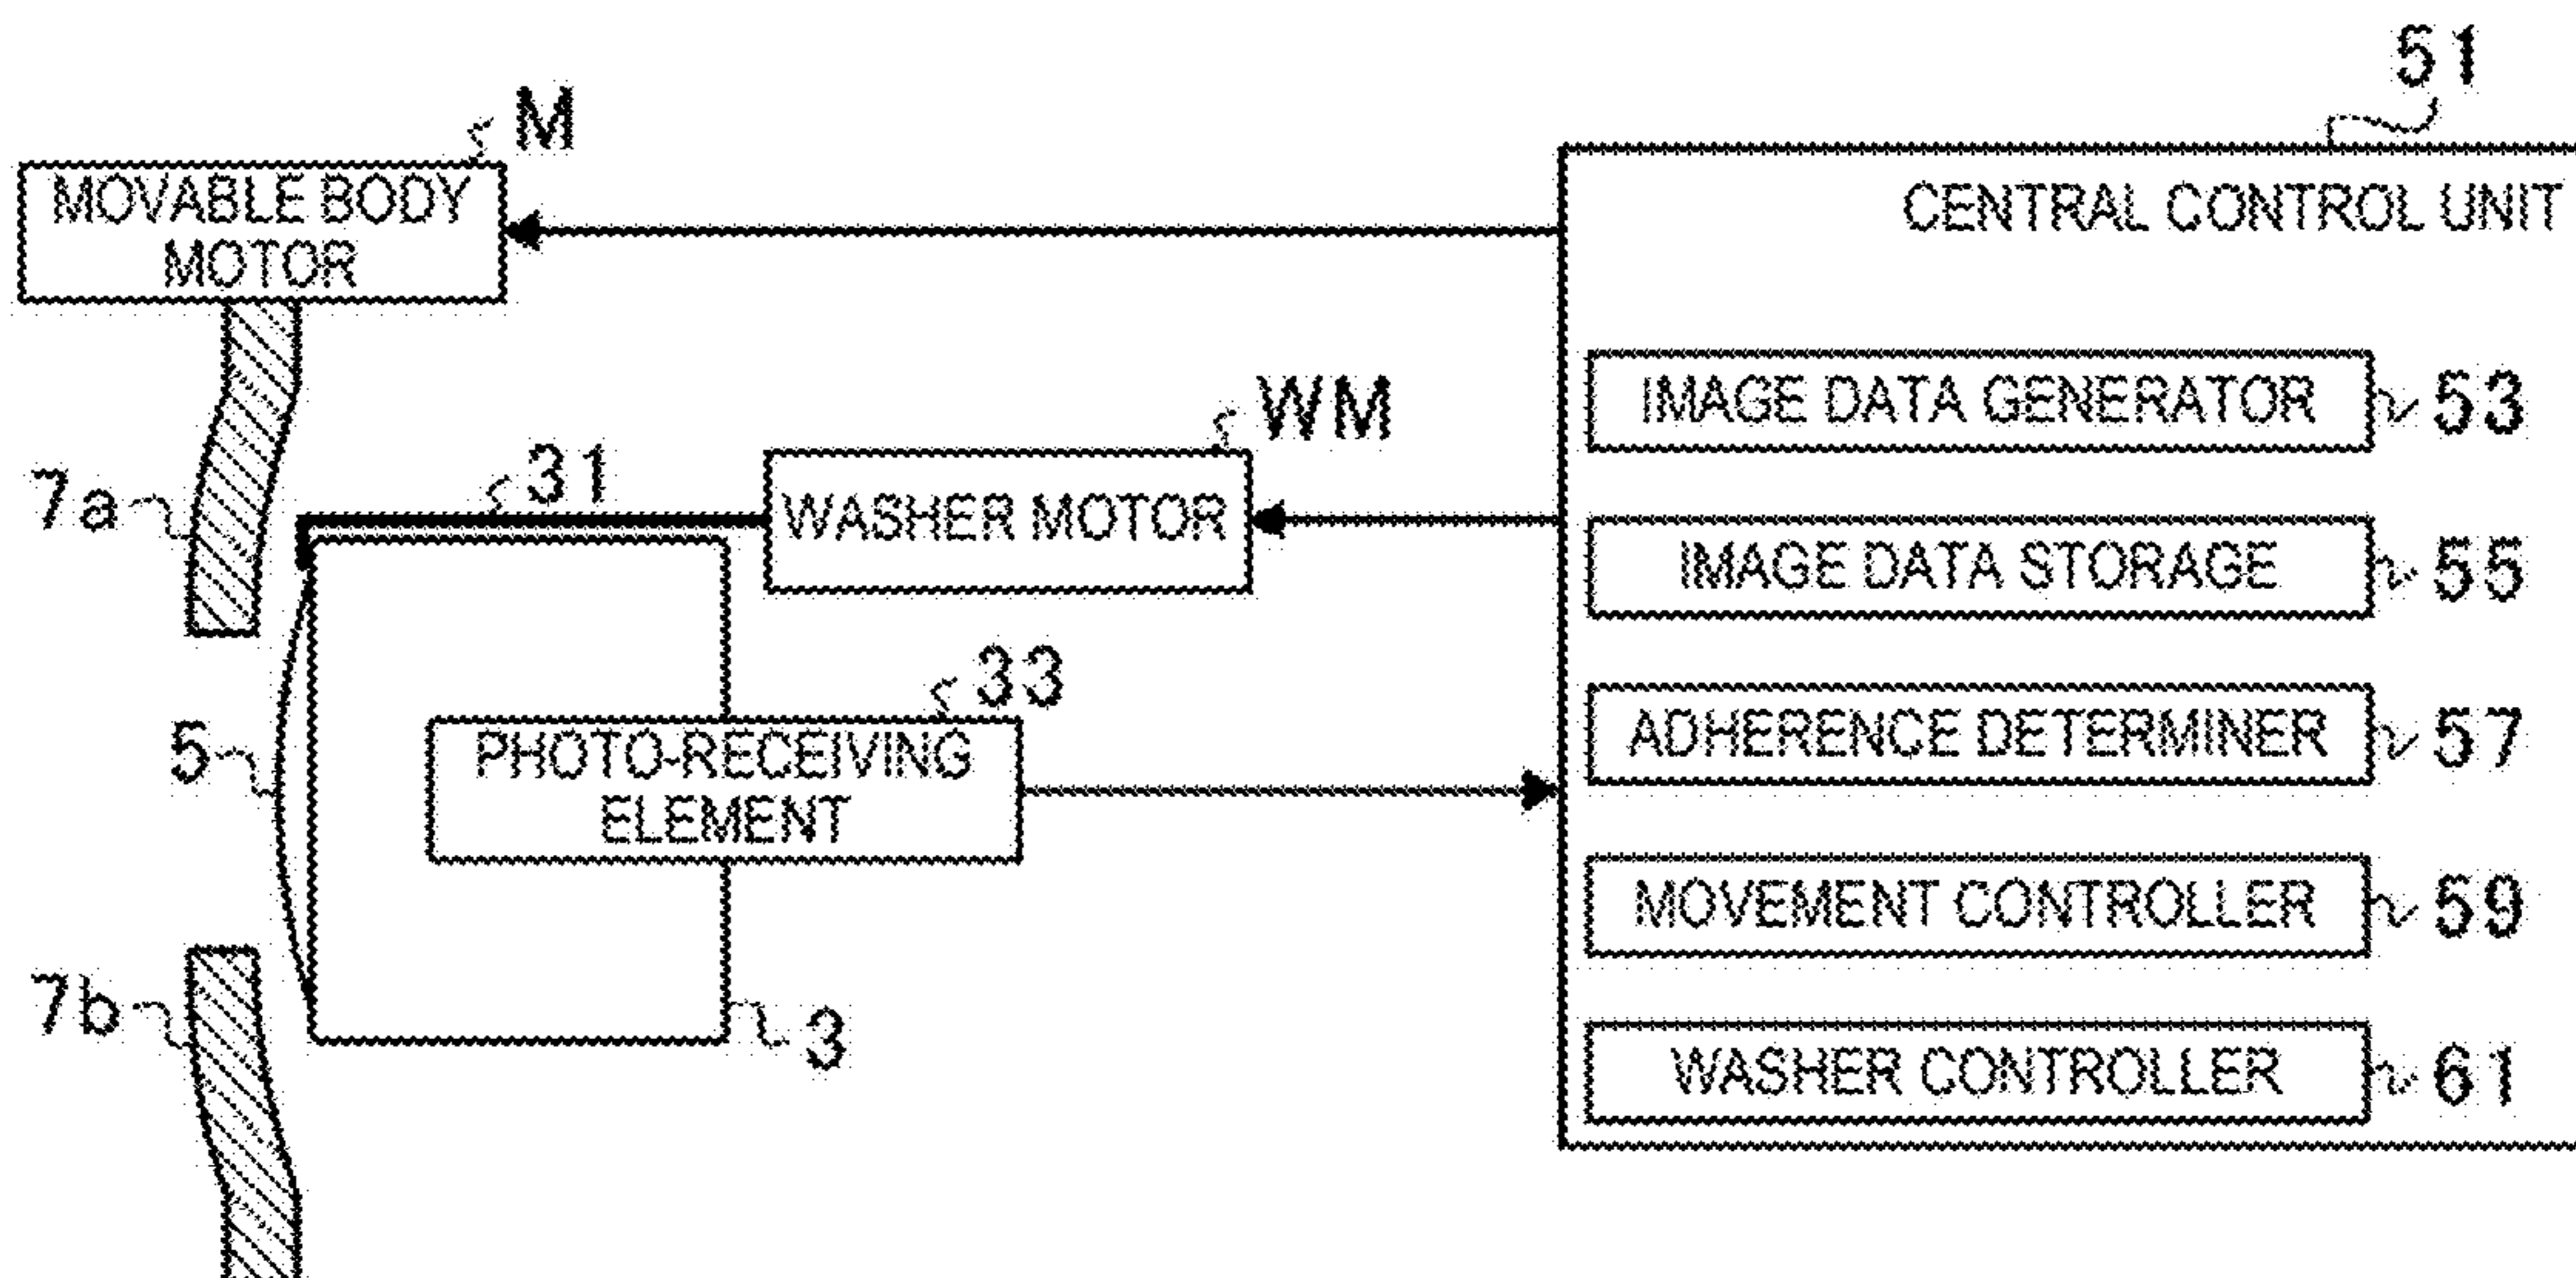 51
M
MOVABLE BODY
MOTOR
CENTRAL CONTROL UNIT
WM
IMAGE DATA GENERATOR 53
31
7a
WASHER MOTOR
IMAGE DATA STORAGE 55
33
5
PHOTO-RECEIVING
ELEMENT
ADHERENCE DETERMINER 57
MOVEMENT CONTROLLER 59
7b
3
WASHER CONTROLLER 61